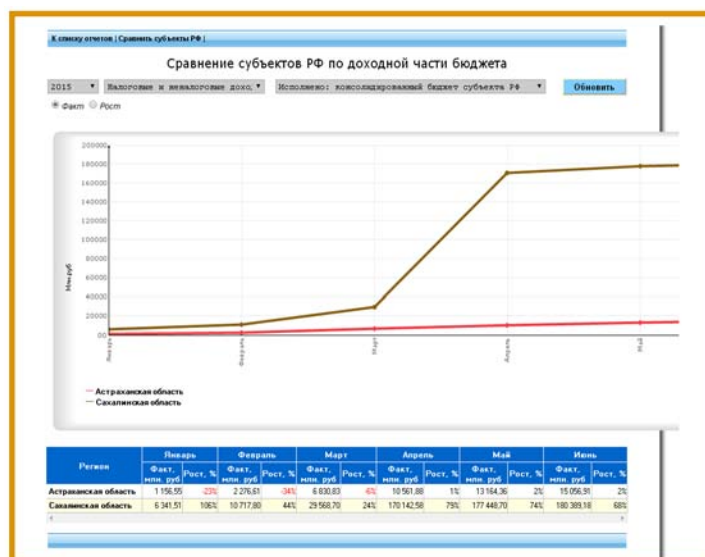 К списку отчетов | Сравнить субъекты РФ |
Сравнение субъектов РФ по доходной части бюджета
2015 Налоговые и неналоговые дохо, Исполнено: консолидированный бюджет субъекта РФ Обновить
Факт Рост
200000
180000
160000
140000
120000
100000
80000
60000
40000
20000
00
Млн.руб
Январь Февраль Март Апрель Май
Астраханская область
Сахалинская область
Регион Январь Февраль Март Апрель Май Июнь
Факт, млн. руб Рост, % Факт, млн. руб Рост, % Факт, млн. руб Рост, % Факт, млн. руб Рост, % Факт, млн. руб Рост, % Факт, млн. руб Рост, %
Астраханская область 1 156,55 -23% 2 276,61 -34% 6 830,83 -6% 10 561,88 1% 13 164,36 2% 15 056,91 2%
Сахалинская область 6 341,51 106% 10 717,80 44% 29 568,70 24% 170 142,58 79% 177 448,70 74% 180 389,18 68%